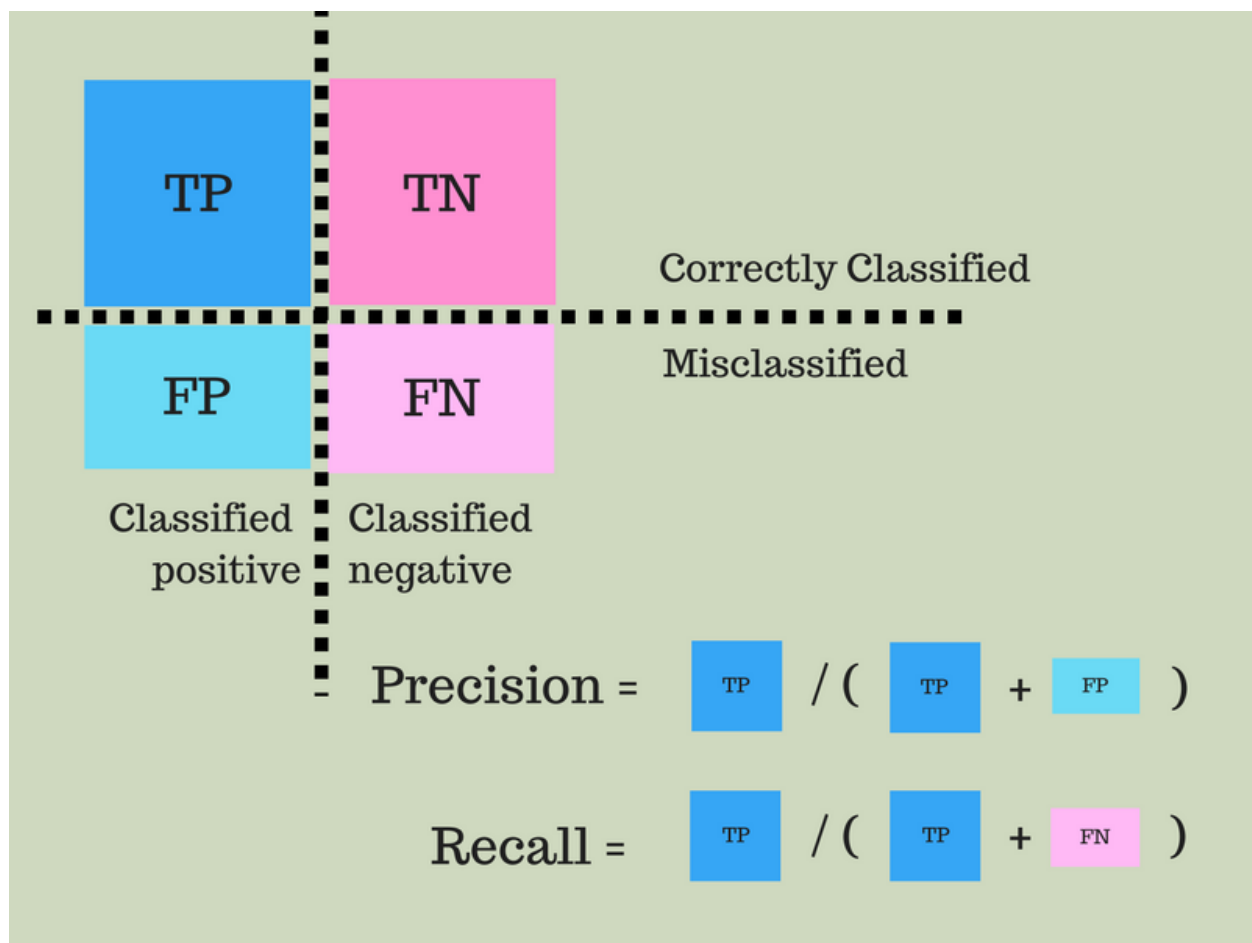 TP TN
Correctly Classified
Misclassified
FP FN
Classified positive
Classified negative
Precision = TP / ( TP + FP )
Recall = TP / ( TP + FN )